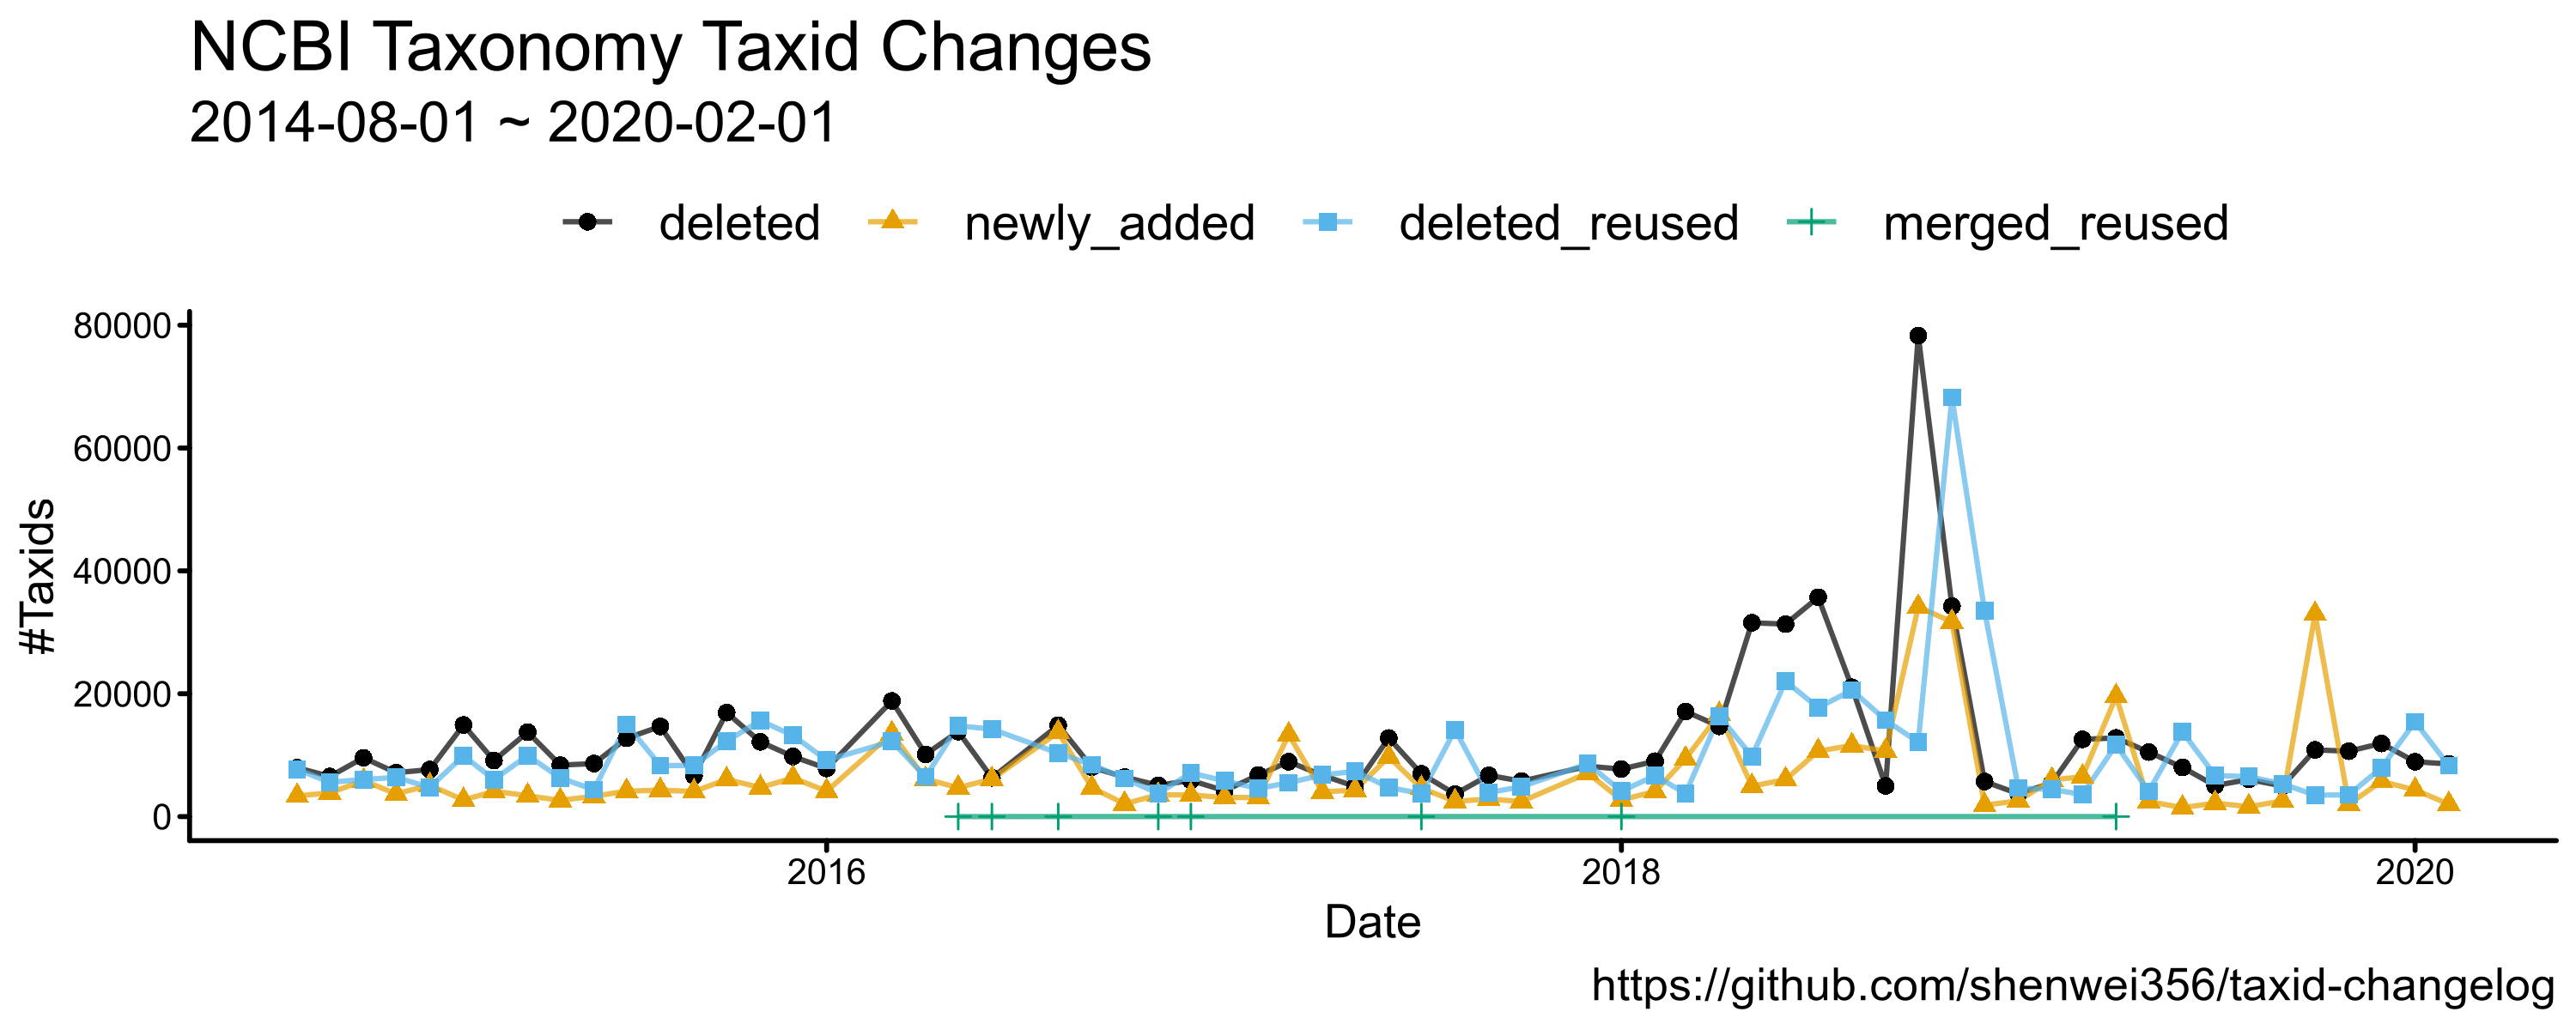 NCBI Taxonomy Taxid Changes
2014-08-01 ~ 2020-02-01
deleted newly_added deleted_reused merged_reused
80000
60000
40000
20000
0
#Taxids
2016 2018 2020
Date
https://github.com/shenwei356/taxid-changelog